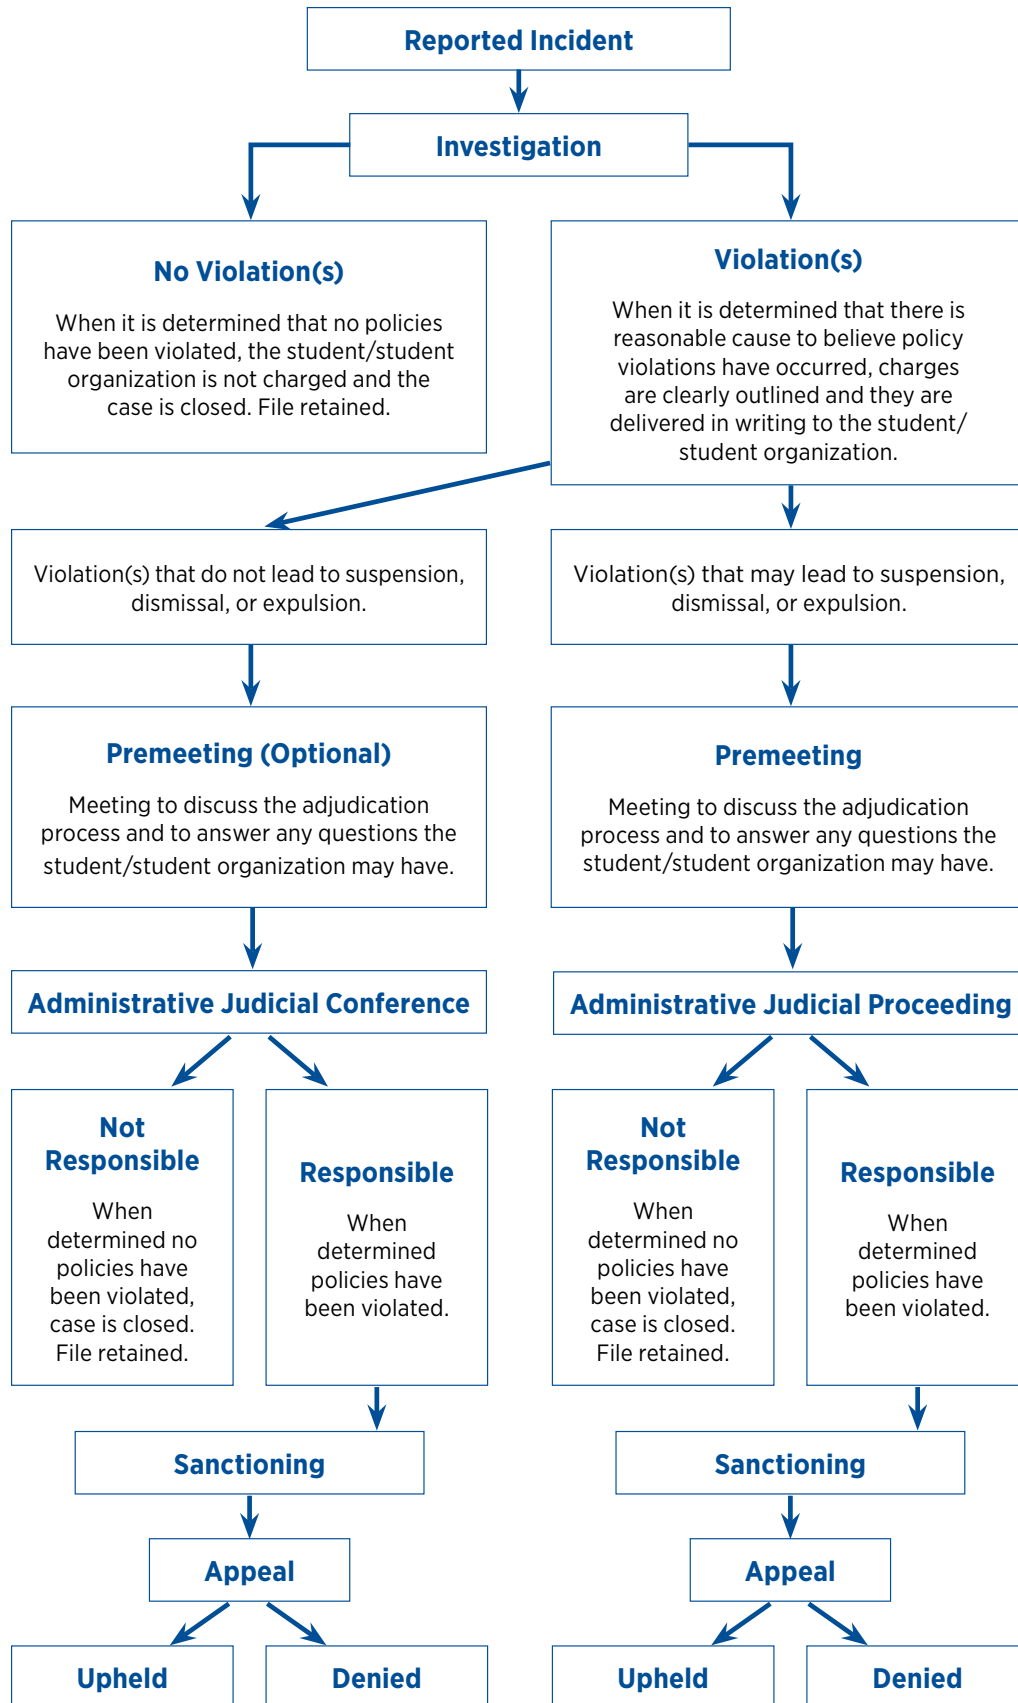 Reported Incident
Investigation
No Violation(s)
When it is determined that no policies
have been violated, the student/student
organization is not charged and the
case is closed. File retained.
Violation(s)
When it is determined that there is
reasonable cause to believe policy
violations have occurred, charges
are clearly outlined and they are
delivered in writing to the student/
student organization.
Violation(s) that do not lead to suspension,
dismissal, or expulsion.
Violation(s) that may lead to suspension,
dismissal, or expulsion.
Premeeting (Optional)
Meeting to discuss the adjudication
process and to answer any questions the
student/student organization may have.
Premeeting
Meeting to discuss the adjudication
process and to answer any questions the
student/student organization may have.
Administrative Judicial Conference
Administrative Judicial Proceeding
Not
Responsible
When
determined no
policies have
been violated,
case is closed.
File retained.
Responsible
When
determined
policies have
been violated.
Not
Responsible
When
determined no
policies have
been violated,
case is closed.
File retained.
Responsible
When
determined
policies have
been violated.
Sanctioning
Sanctioning
Appeal
Appeal
Upheld
Denied
Upheld
Denied